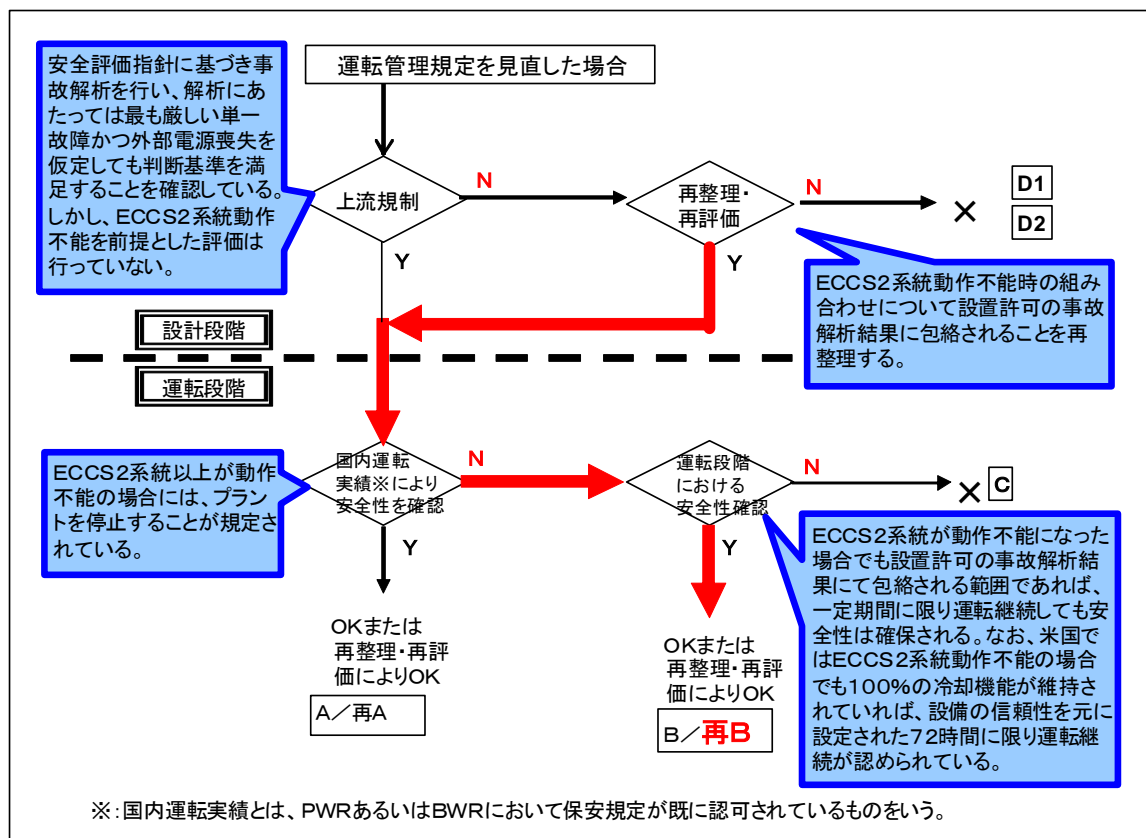 運転管理規定を見直した場合
安全評価指針に基づき事
故解析を行い、解析にあ
たっては最も厳しい単一
故障かつ外部電源喪失を
仮定しても判断基準を満
足することを確認している。
しかし、ECCS2系統動作
不能を前提とした評価は
行っていない。
上流規制
N
Y
再整理・
再評価
N
Y
×
D1
D2
ECCS2系統動作不能時の組み
合わせについて設置許可の事故
解析結果に包絡されることを再
整理する。
設計段階
運転段階
ECCS2系統以上が動作
不能の場合には、プラン
トを停止することが規定さ
れている。
国内運転
実績※により
安全性を確認
N
Y
運転段階
における
安全性確認
N
Y
×
C
ECCS2系統が動作不能になった
場合でも設置許可の事故解析結
果にて包絡される範囲であれば、
一定期間に限り運転継続しても安
全性は確保される。なお、米国で
はECCS2系統動作不能の場合
でも100%の冷却機能が維持さ
れていれば、設備の信頼性を元に
設定された72時間に限り運転継
続が認められている。
OKまたは
再整理・再評
価によりOK
A/再A
OKまたは
再整理・再評
価によりOK
B/再B
※:国内運転実績とは、PWRあるいはBWRにおいて保安規定が既に認可されているものをいう。